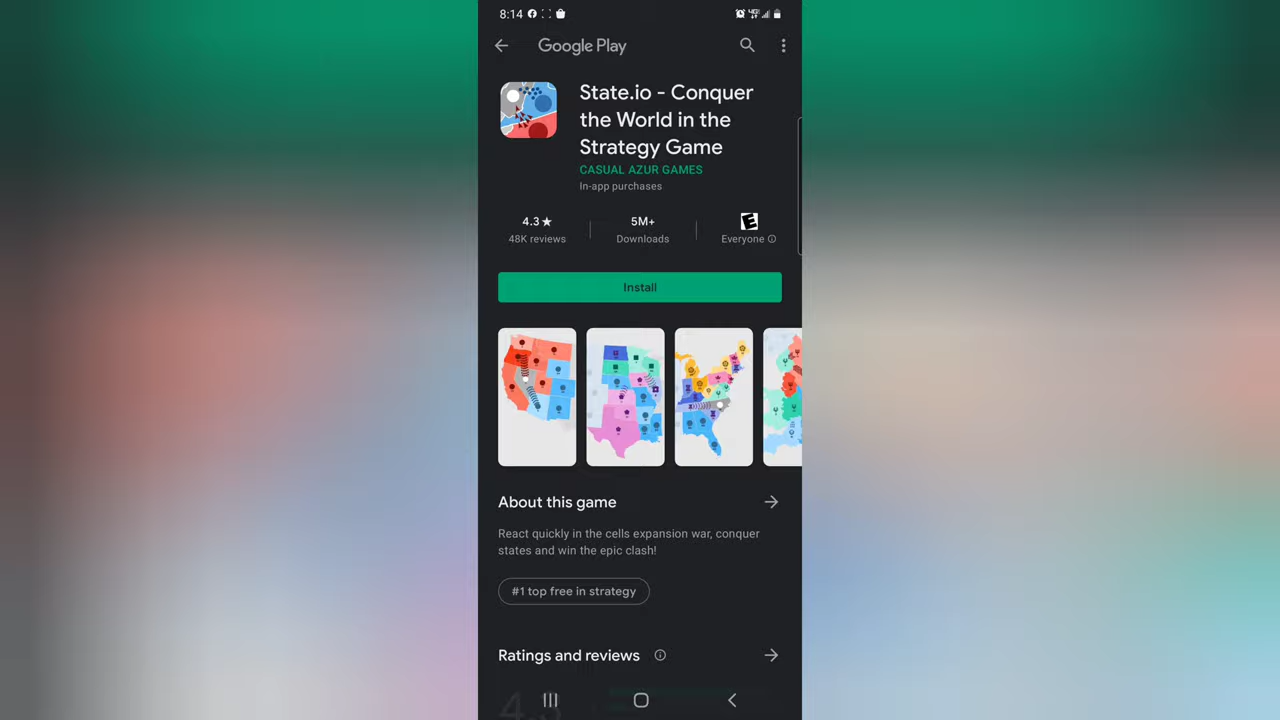 8:14
Google Play
State.io - Conquer
the World in the
Strategy Game
CASUAL AZUR GAMES
In-app purchases
4.3★
48K reviews
5M+
Downloads
E
Everyone
Install
About this game
React quickly in the cells expansion war, conquer
states and win the epic clash!
#1 top free in strategy
Ratings and reviews
4.3